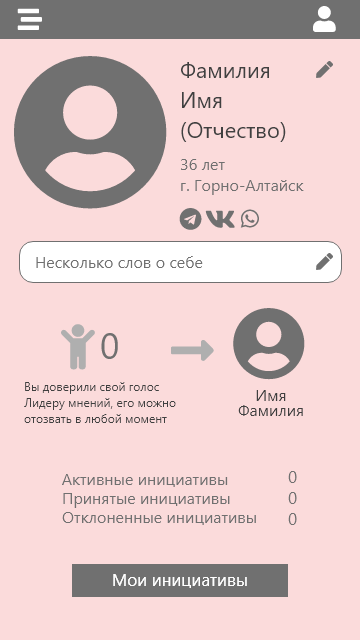 Фамилия
Имя
(Отчество)
36 лет
г. Горно-Алтайск
Несколько слов о себе
0
Вы доверили свой голос
Лидеру мнений, его можно
отозвать в любой момент
Имя
Фамилия
Активные инициативы 0
Принятые инициативы 0
Отклоненные инициативы 0
Мои инициативы